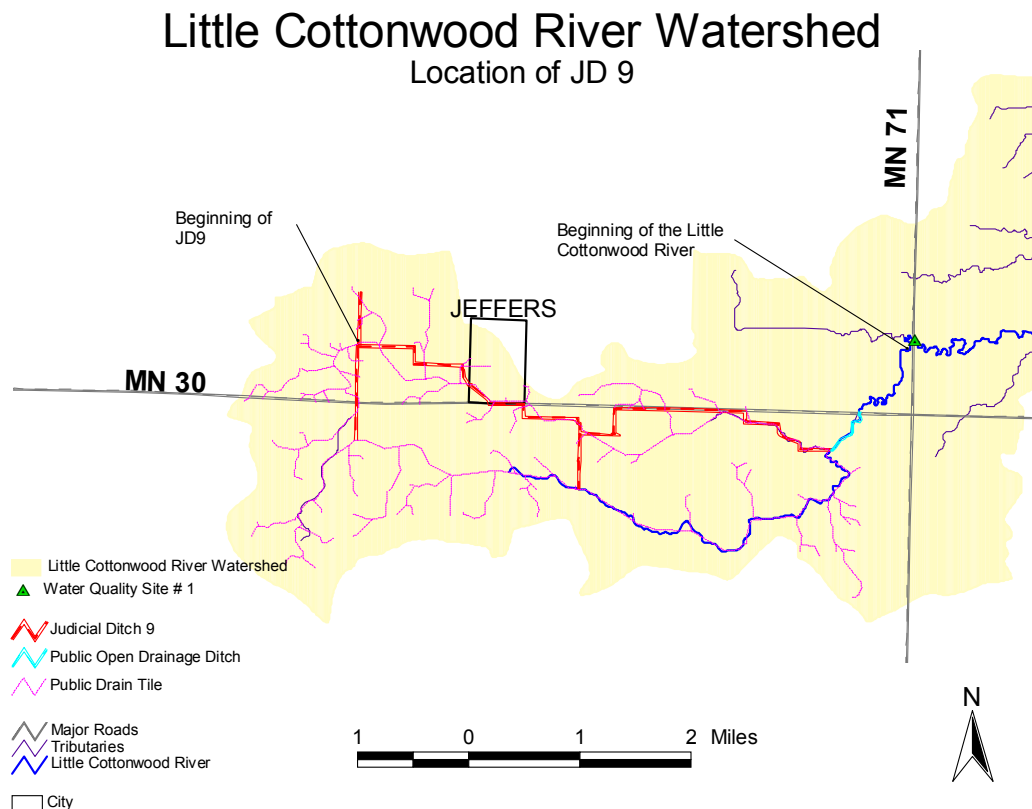 Little Cottonwood River Watershed
Location of JD 9
MN 71
Beginning of
JD9
Beginning of the Little
Cottonwood River
JEFFERS
MN 30
Little Cottonwood River Watershed
Water Quality Site # 1
Judicial Ditch 9
Public Open Drainage Ditch
Public Drain Tile
Major Roads
Tributaries
Little Cottonwood River
City
1 0 1 2 Miles
N